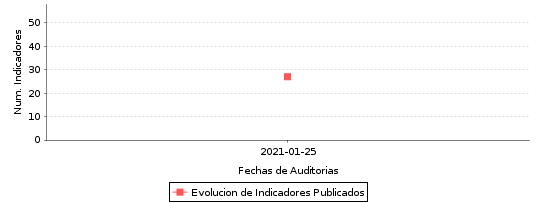 Num. Indicadores
50
40
30
20
10
0
2021-01-25
Fechas de Auditorias
Evolucion de Indicadores Publicados